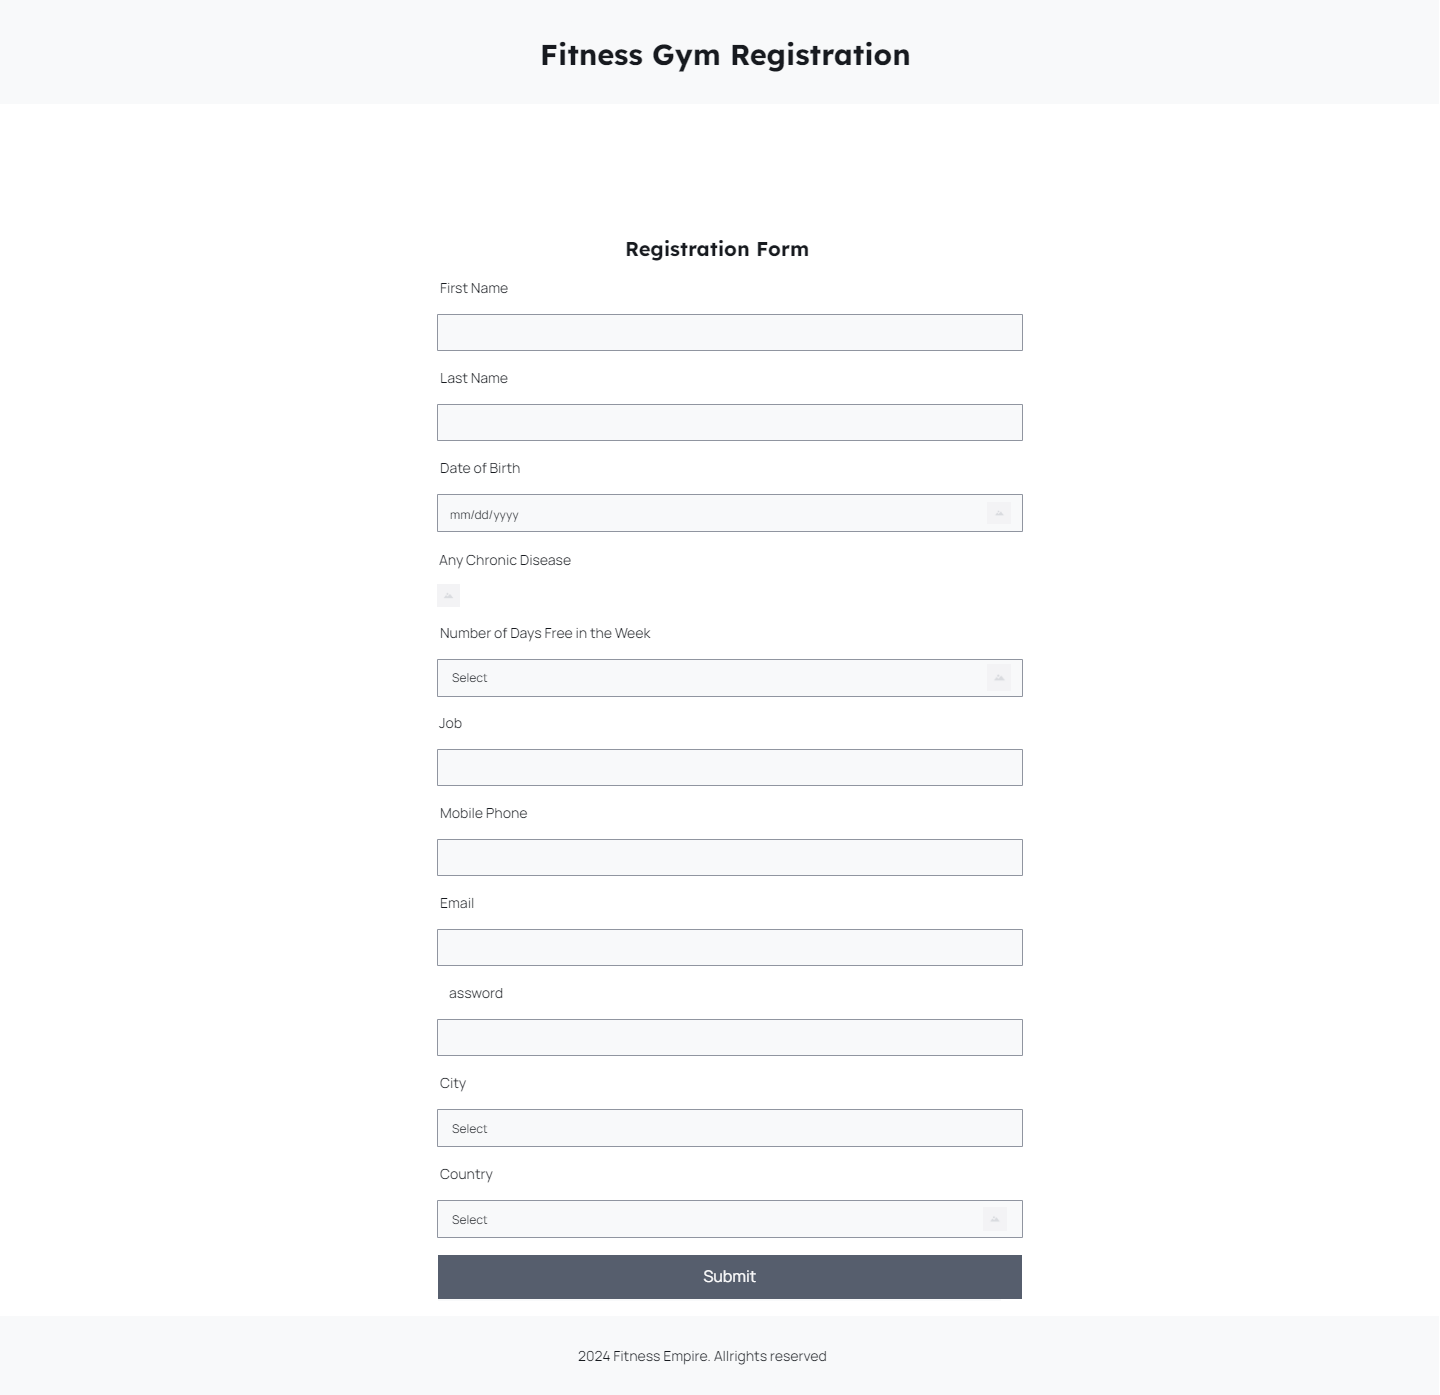 Fitness Gym Registration
Registration Form
First Name
Last Name
Date of Birth
mm/dd/yyyy
Any Chronic Disease
Number of Days Free in the Week
Select
Job
Mobile Phone
Email
assword
City
Select
Country
Select
Submit
2024 Fitness Empire. Allrights reserved